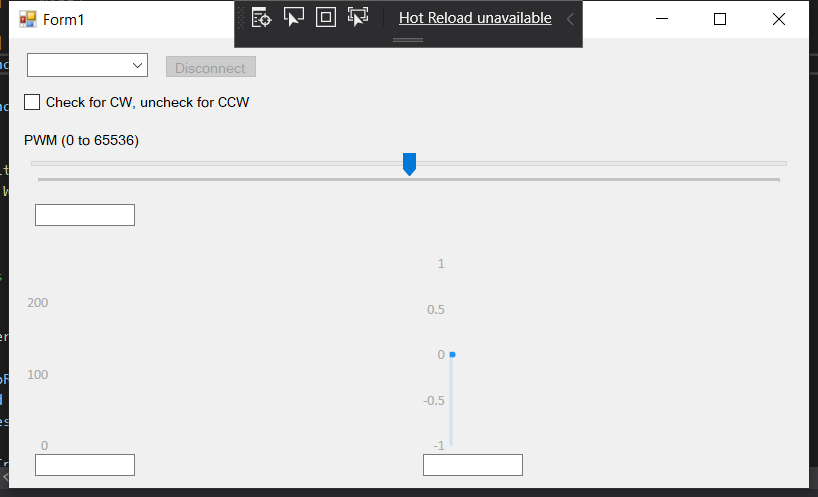 Form1
Hot Reload unavailable
Disconnect
Check for CW, uncheck for CCW
PWM (0 to 65536)
1
200
0.5
0
100
-0.5
0
-1